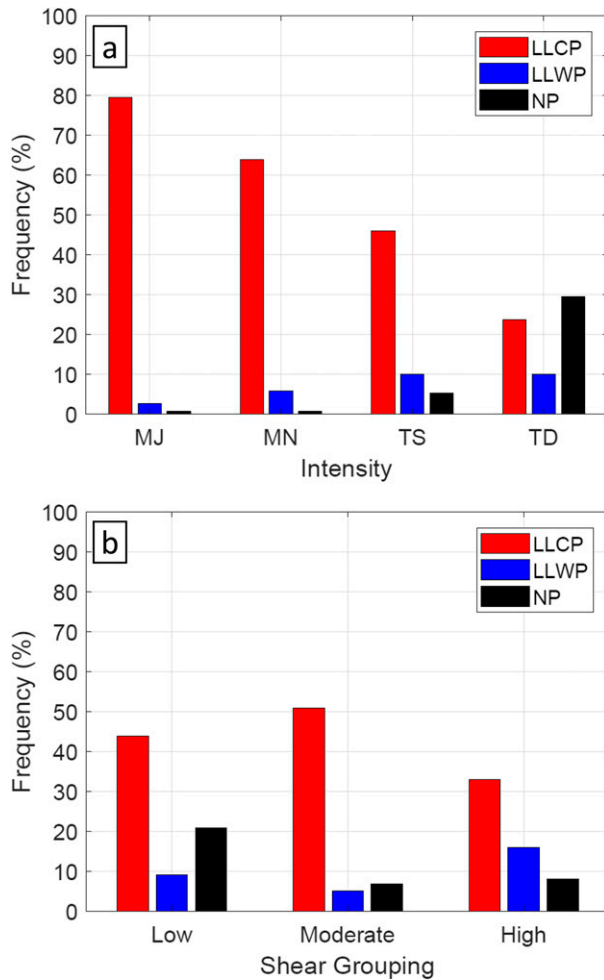 a
LLCP
LLWP
NP
100
90
80
70
60
50
40
30
20
10
0
Frequency (%)
MJ MN TS TD
Intensity
b
LLCP
LLWP
NP
100
90
80
70
60
50
40
30
20
10
0
Frequency (%)
Low Moderate High
Shear Grouping